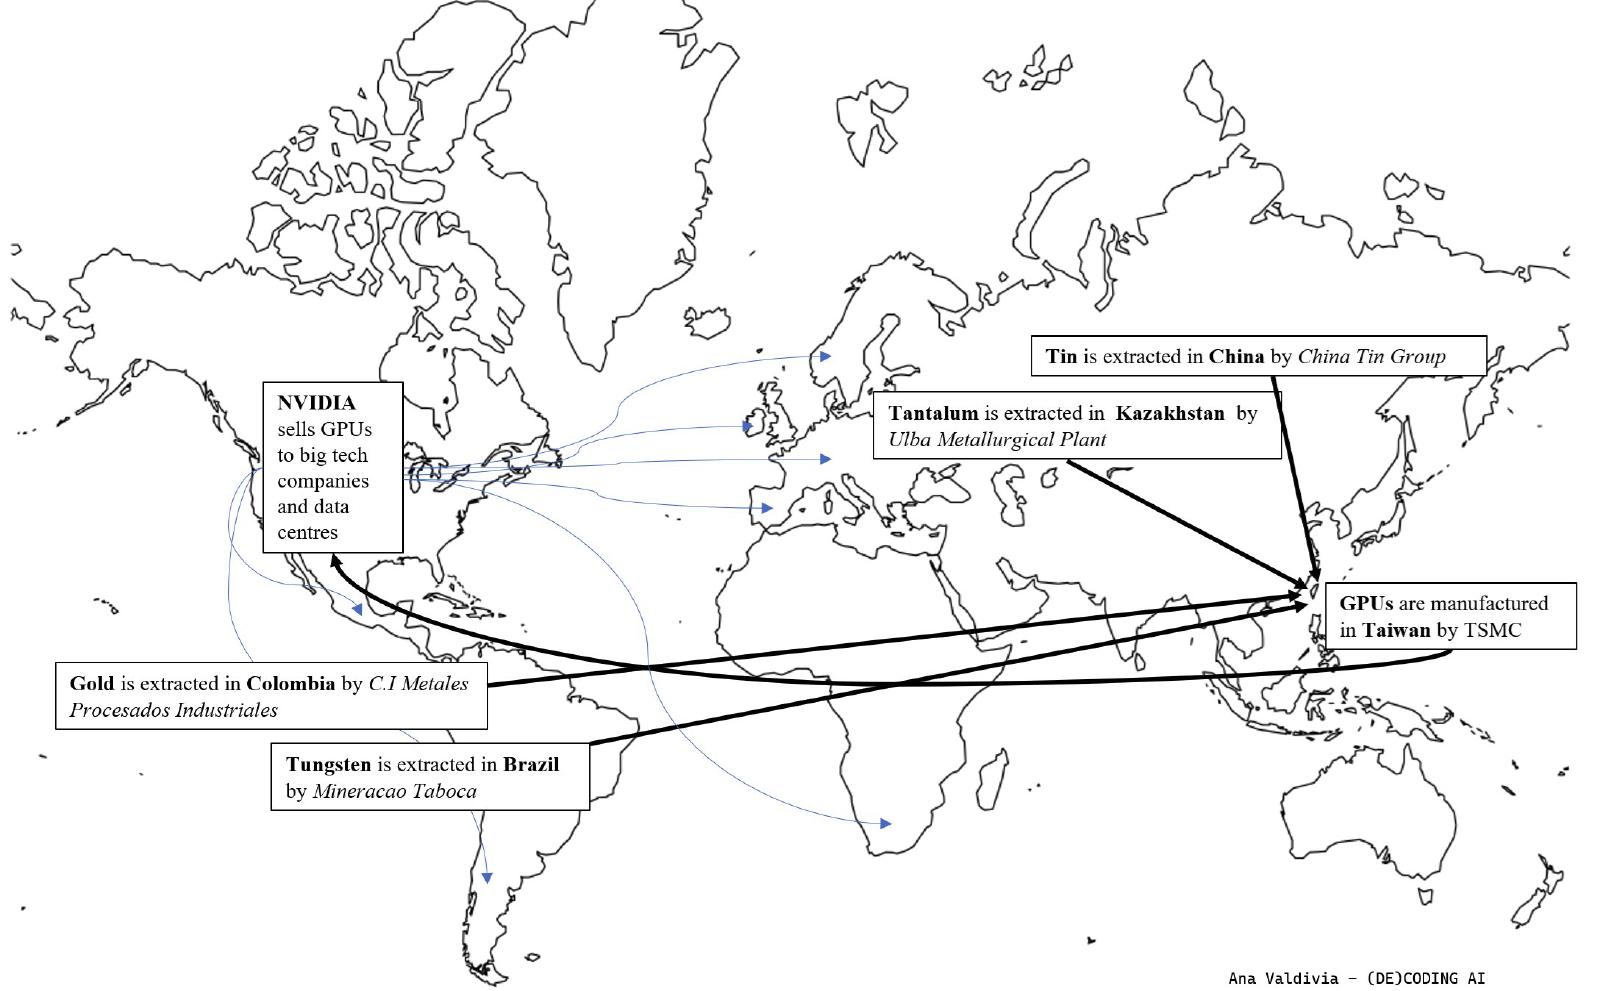 Tin is extracted in China by China Tin Group
NVIDIA
sells GPUs
to big tech
companies
and data
centres
Tantalum is extracted in Kazakhstan by
Ulba Metallurgical Plant
GPUs are manufactured
in Taiwan by TSMC
Gold is extracted in Colombia by C.I Metales
Procesados Industriales
Tungsten is extracted in Brazil
by Mineracao Taboca
Ana Valdivia – (DE)CODING AI